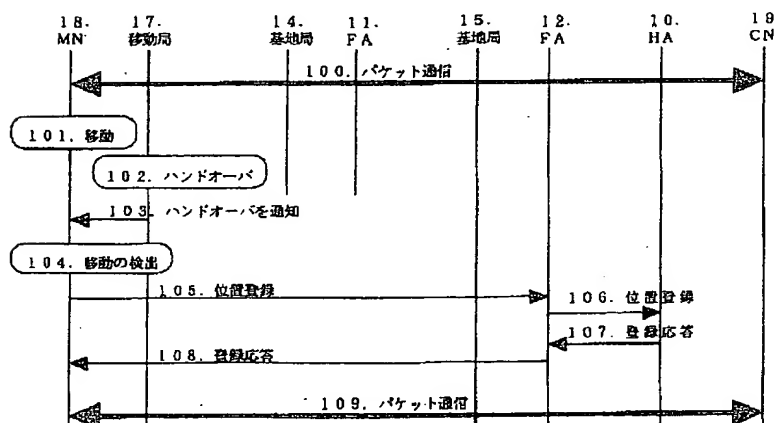 18. 17. 14. 11. 15. 12. 10. 19
MN 移動局 基地局 FA 基地局 FA HA CN
100. パケット通信
101. 移動
102. ハンドオーバ
103. ハンドオーバを通知
104. 移動の検出
105. 位置登録
106. 位置登録
107. 登録応答
108. 登録応答
109. パケット通信